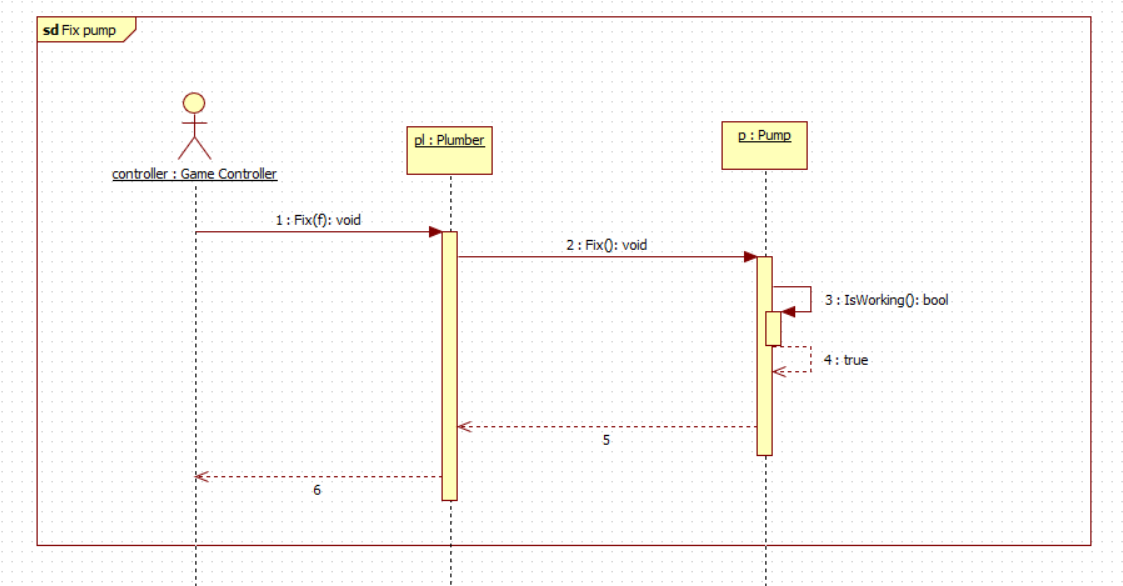 sd Fix pump
controller : Game Controller
pl : Plumber
p : Pump
1 : Fix(f): void
2 : Fix(): void
3 : IsWorking(): bool
4 : true
5
6